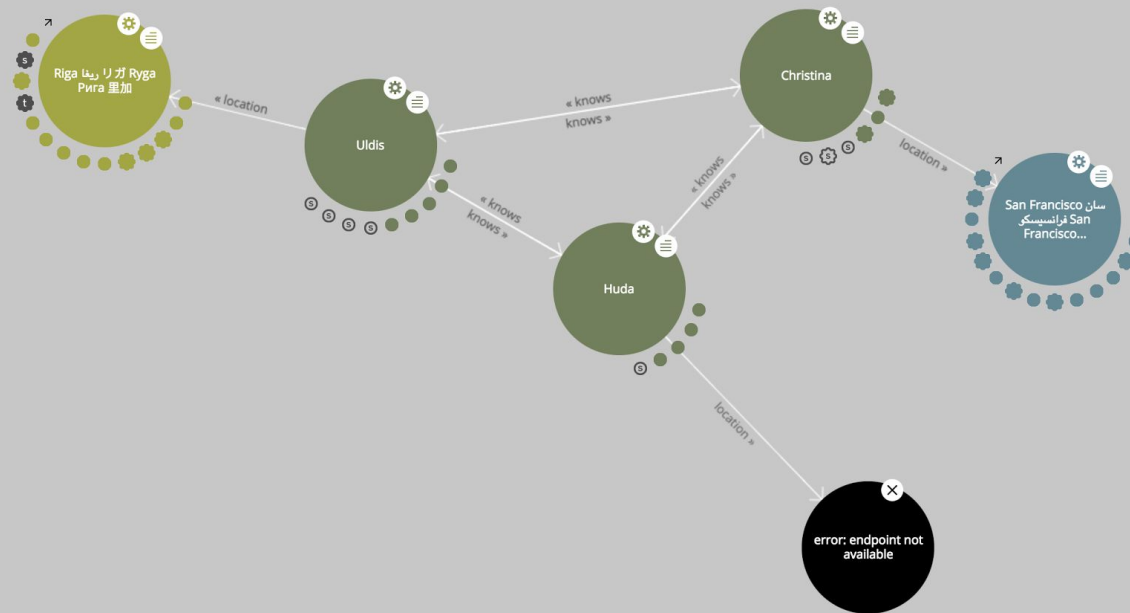 Riga ريغا リガ Ryga
Рига 里加
« location
Uldis
« knows
knows »
Christina
« knows
knows »
« knows
knows »
Huda
location »
San Francisco سان
فرانسيسكو San
Francisco...
location »
error: endpoint not
available
s
t
s
s
s
s
s
s
s
s